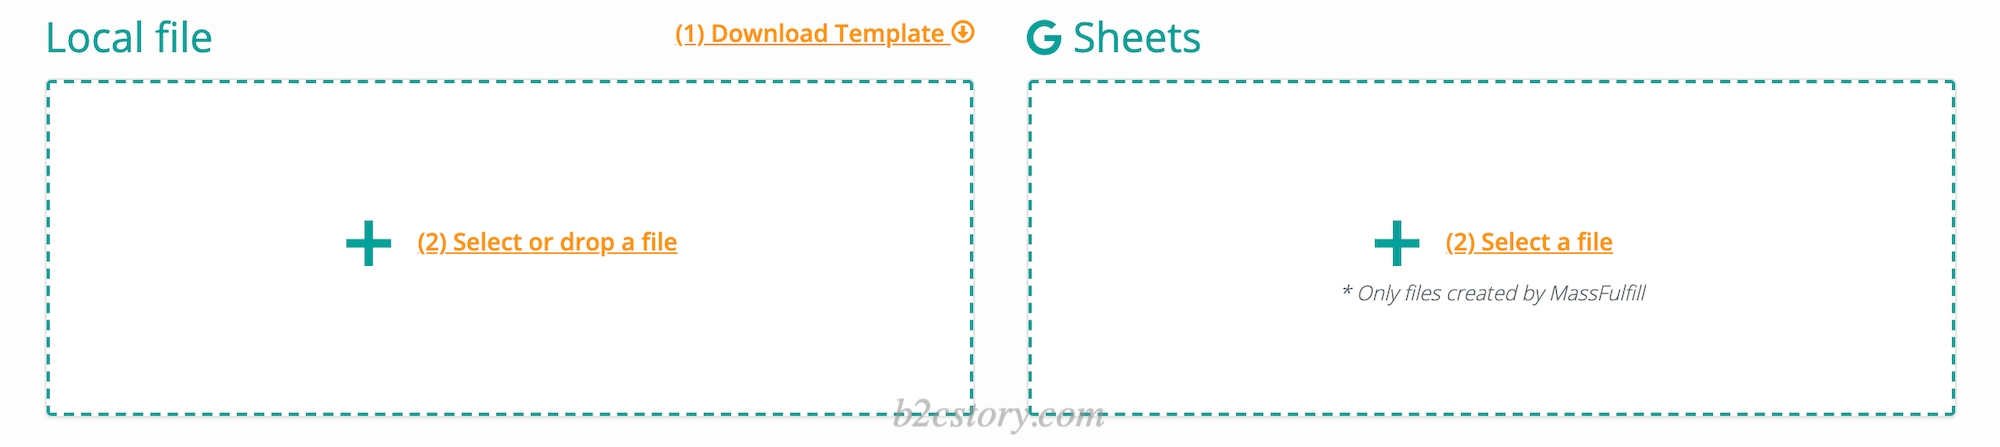 Local file
(1) Download Template
(2) Select or drop a file
G Sheets
(2) Select a file
* Only files created by MassFulfill
b2cstory.com